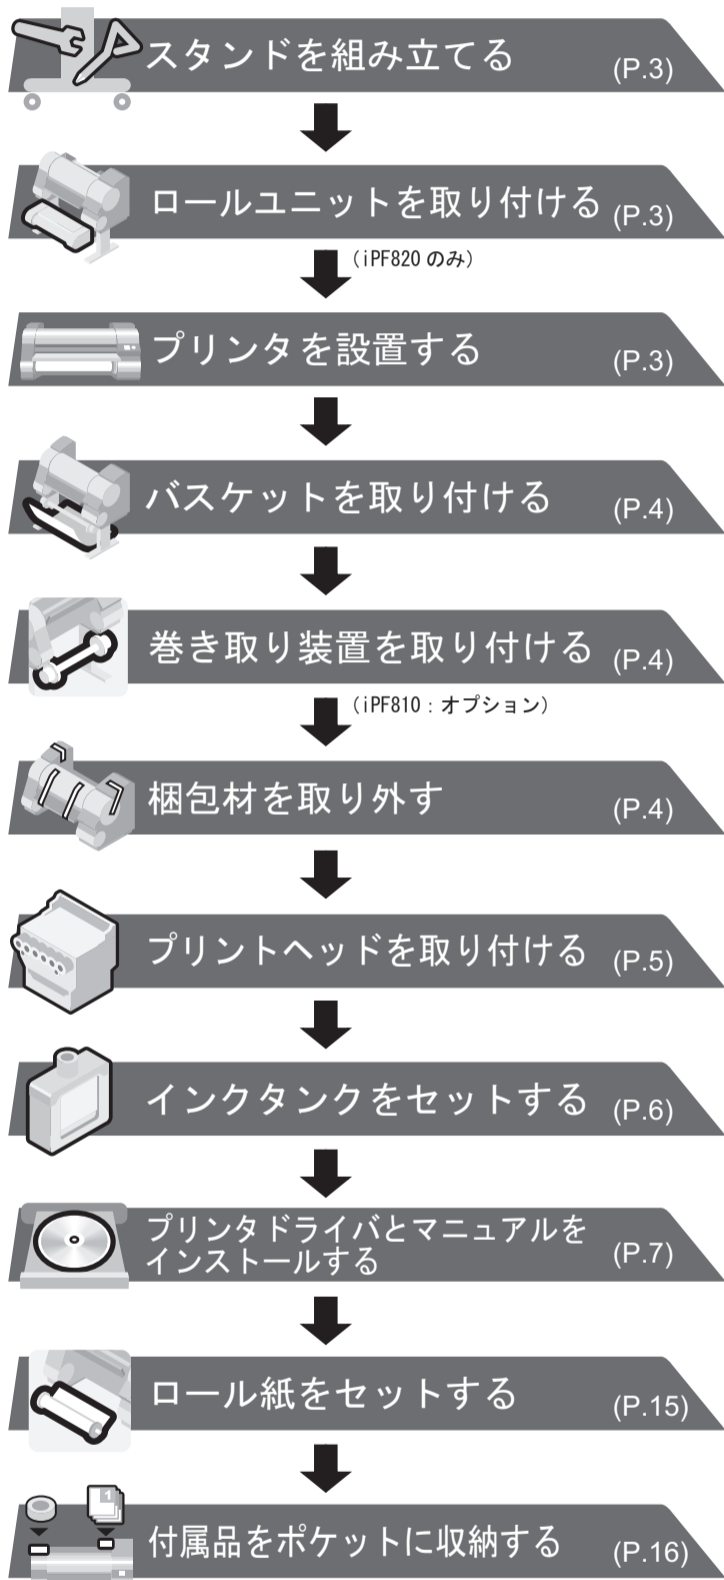 スタンドを組み立てる (P.3)
ロールユニットを取り付ける (P.3)
（iPF820 のみ）
プリンタを設置する (P.3)
バスケットを取り付ける (P.4)
巻き取り装置を取り付ける (P.4)
（iPF810：オプション）
梱包材を取り外す (P.4)
プリントヘッドを取り付ける (P.5)
インクタンクをセットする (P.6)
プリンタドライバとマニュアルを
インストールする (P.7)
ロール紙をセットする (P.15)
1
付属品をポケットに収納する (P.16)